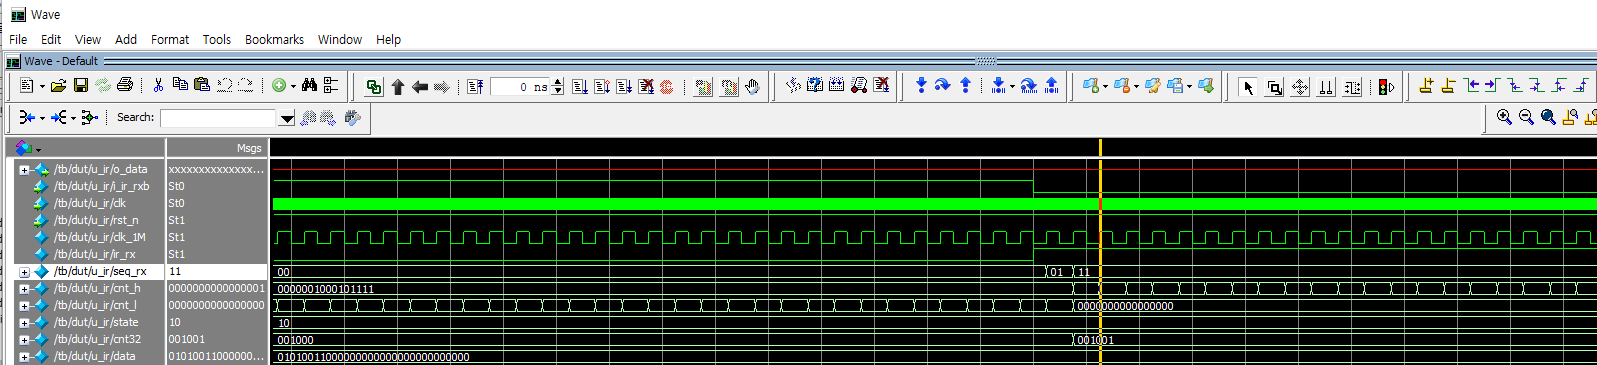 Wave
File Edit View Add Format Tools Bookmarks Window Help
Wave - Default
0 ns
Search:
Msgs
/tb/dut/u_ir/o_data xxxxxxxxxxxxxx...
/tb/dut/u_ir/i_ir_rxb St0
/tb/dut/u_ir/clk St0
/tb/dut/u_ir/rst_n St1
/tb/dut/u_ir/clk_1M St1
/tb/dut/u_ir/ir_rx St1
/tb/dut/u_ir/seq_rx 11 00 01 11
/tb/dut/u_ir/cnt_h 0000000000000001 0000001000101111
/tb/dut/u_ir/cnt_l 0000000000000000 0000000000000000
/tb/dut/u_ir/state 10 10
/tb/dut/u_ir/cnt32 001001 001000 001001
/tb/dut/u_ir/data 01010011000000... 01010011000000000000000000000000